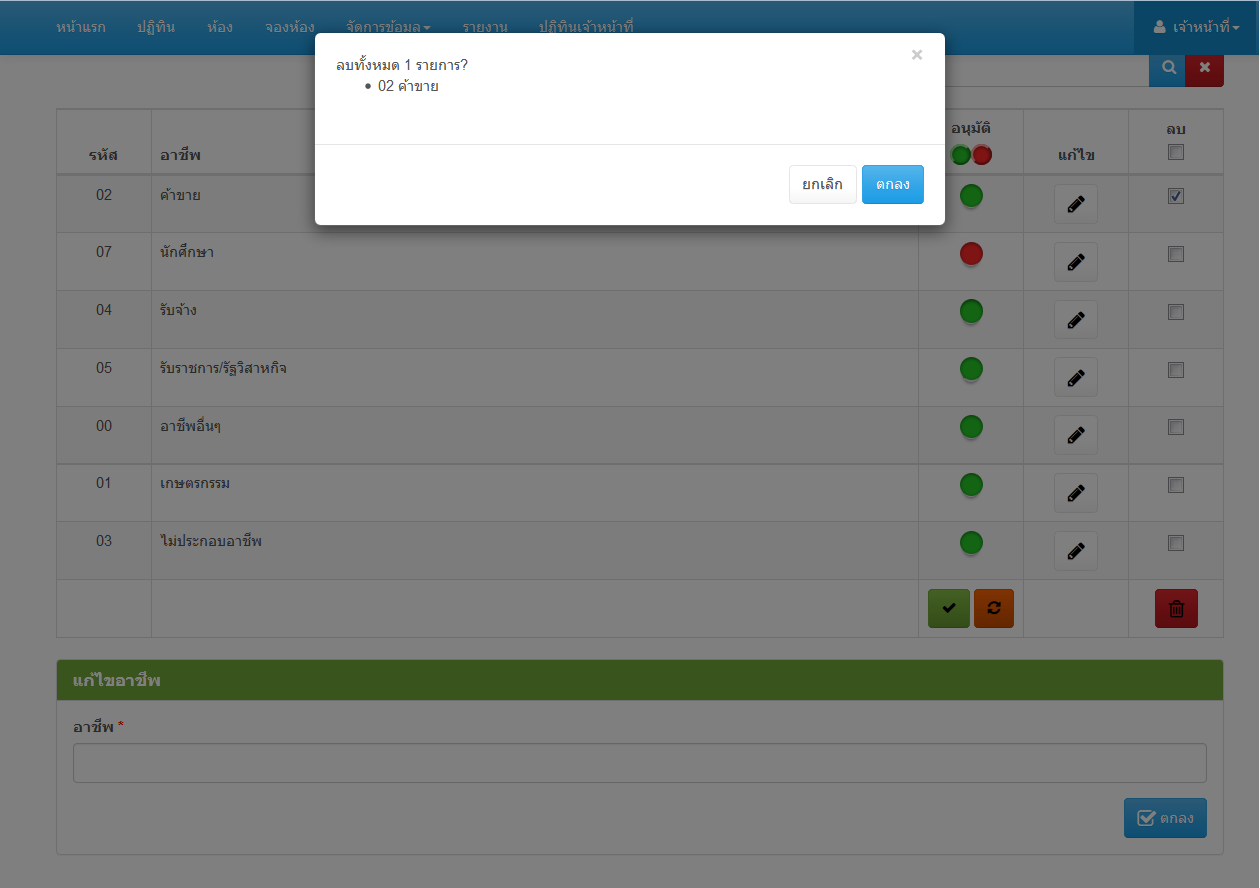 หน้าแรก ปฏิทิน ห้อง จองห้อง จัดการข้อมูล รายงาน ปฏิทินเจ้าหน้าที่ เจ้าหน้าที่
ลบทั้งหมด 1 รายการ?
02 ค้าขาย
ยกเลิก ตกลง
รหัส อาชีพ อนุมัติ แก้ไข ลบ
02 ค้าขาย
07 นักศึกษา
04 รับจ้าง
05 รับราชการ/รัฐวิสาหกิจ
00 อาชีพอื่นๆ
01 เกษตรกรรม
03 ไม่ประกอบอาชีพ
แก้ไขอาชีพ
อาชีพ *
ตกลง